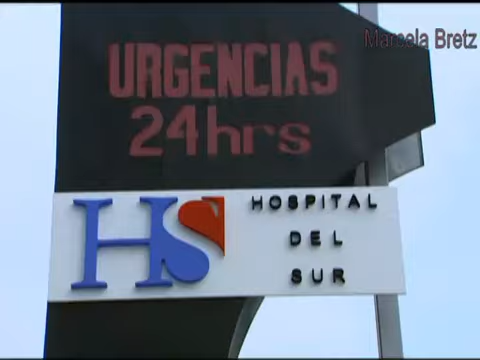 Marcela Bretz
URGENCIAS
24hrs
HS
HOSPITAL
DEL
SUR